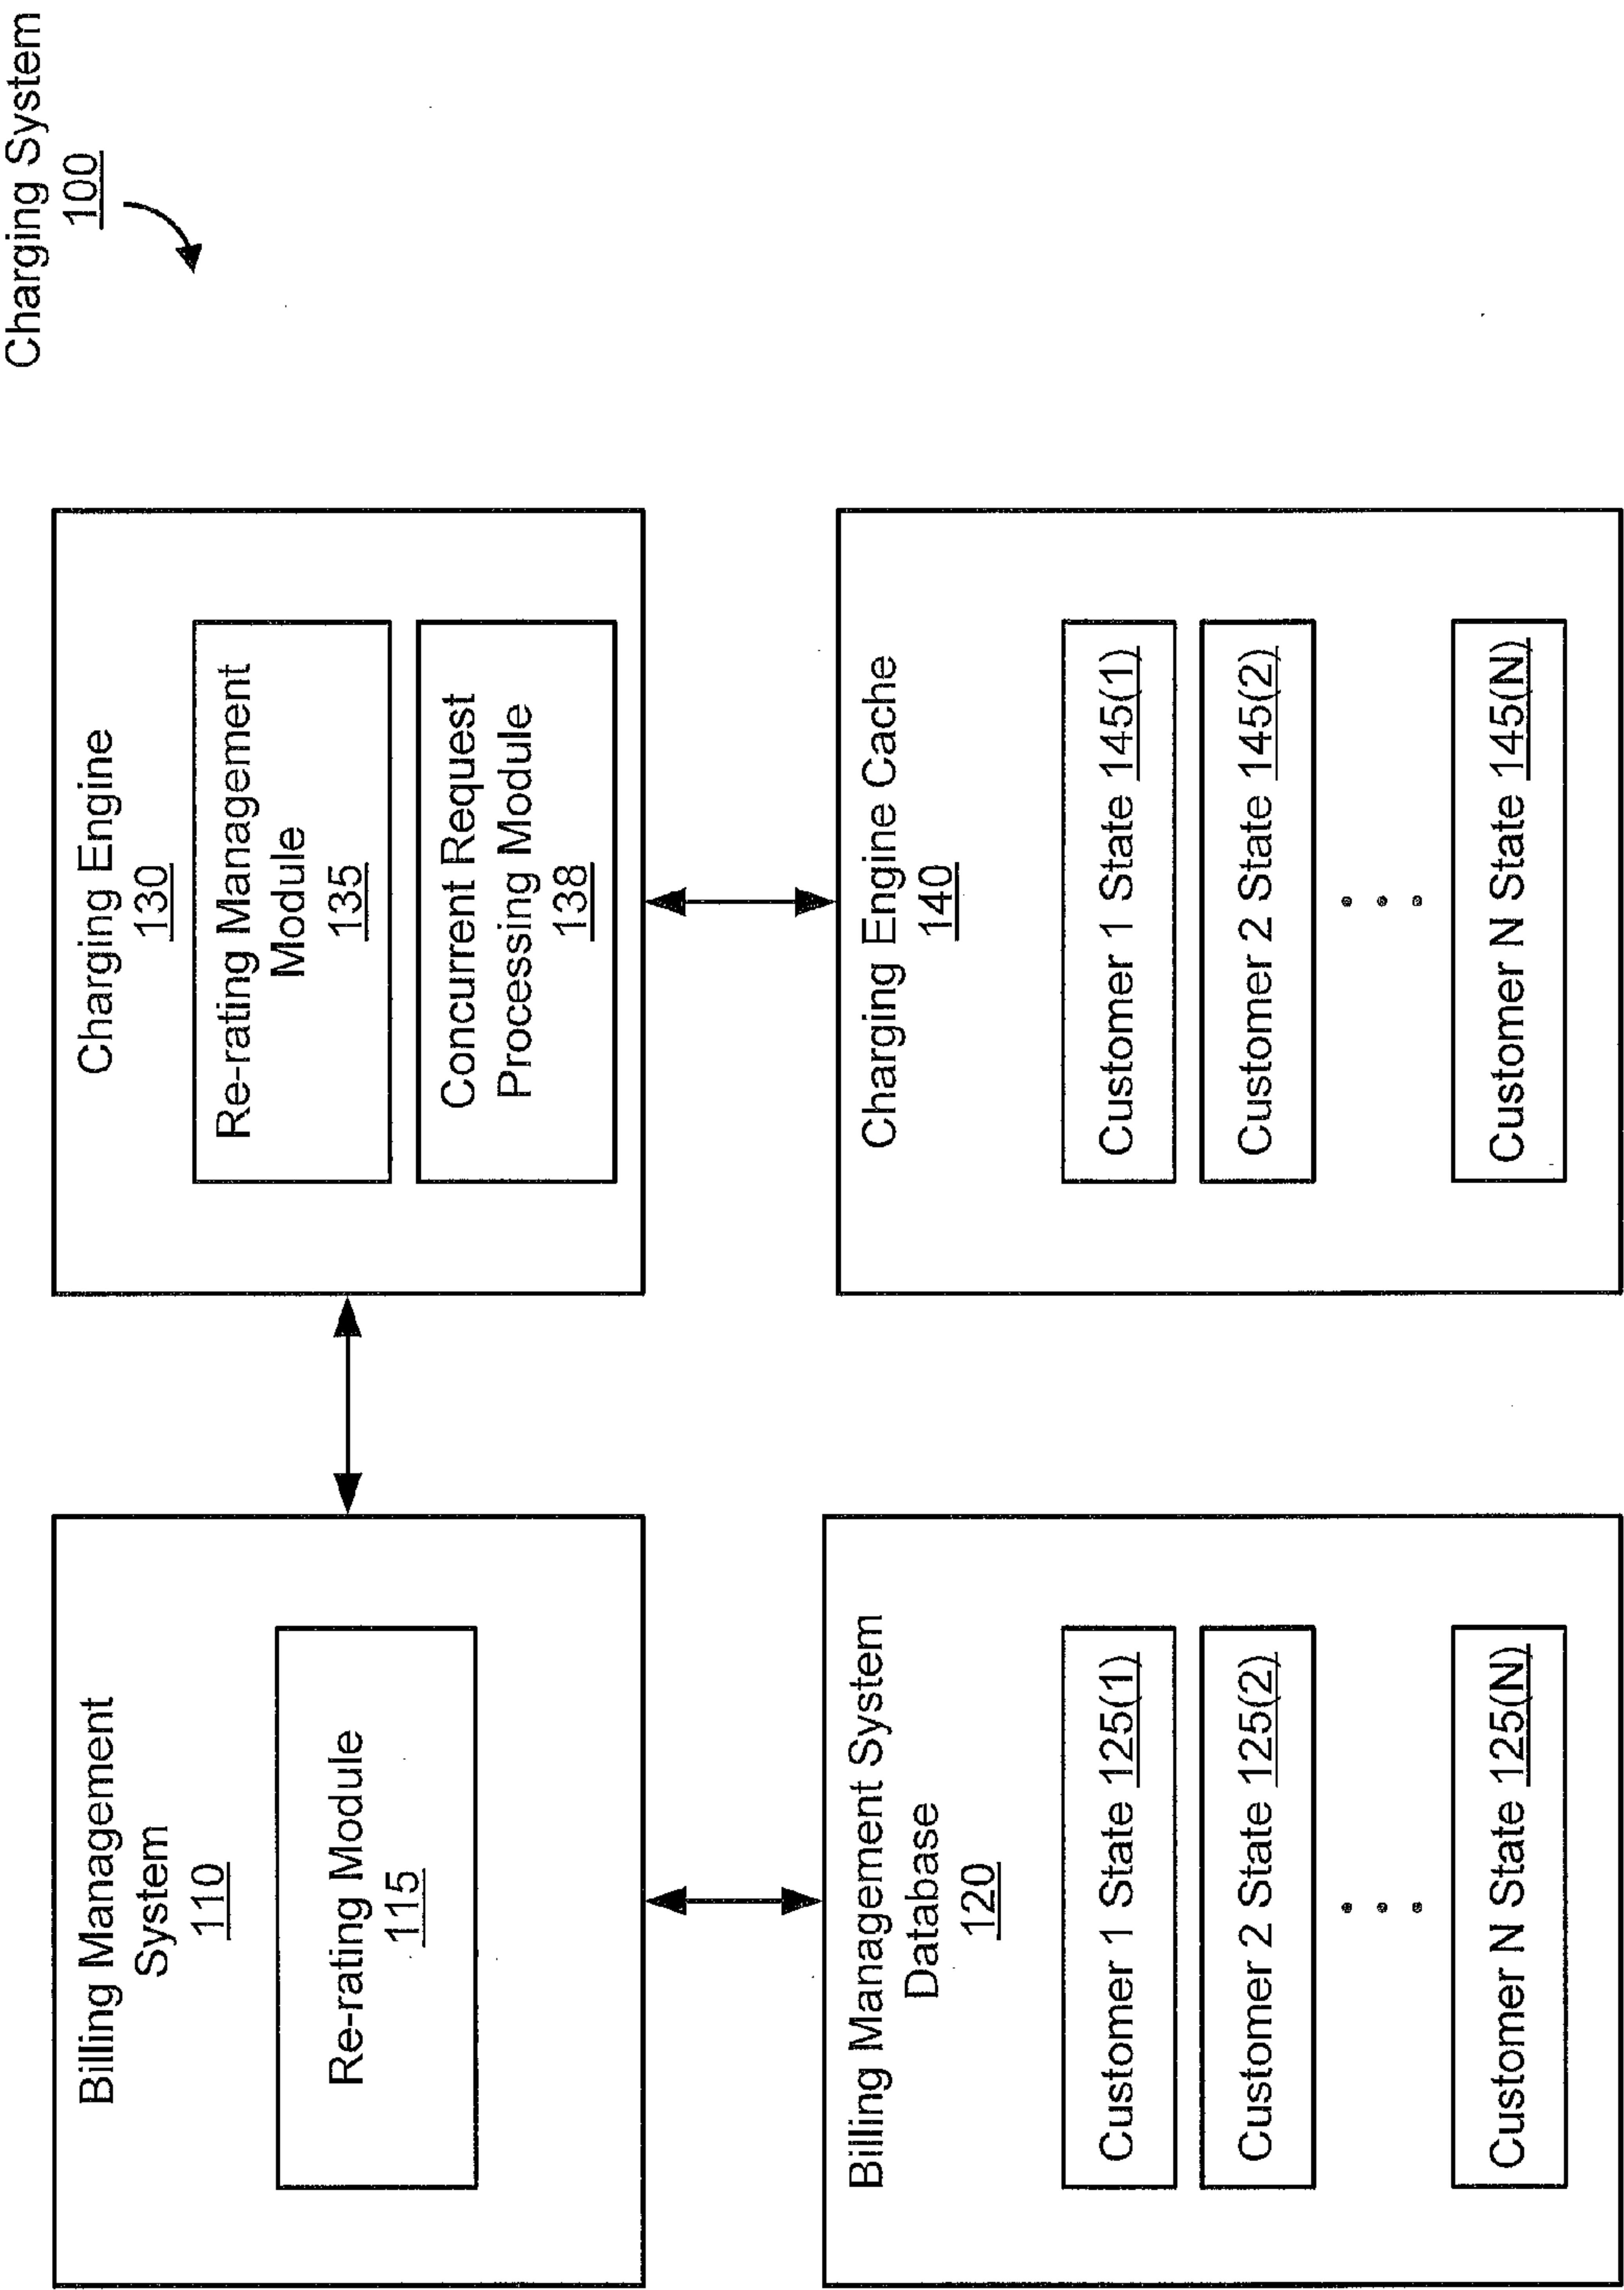 Charging System
100
Billing Management
System
110
Re-rating Module
115
Charging Engine
130
Re-rating Management
Module
135
Concurrent Request
Processing Module
138
Billing Management System
Database
120
Customer 1 State 125(1)
Customer 2 State 125(2)
Customer N State 125(N)
Charging Engine Cache
140
Customer 1 State 145(1)
Customer 2 State 145(2)
Customer N State 145(N)